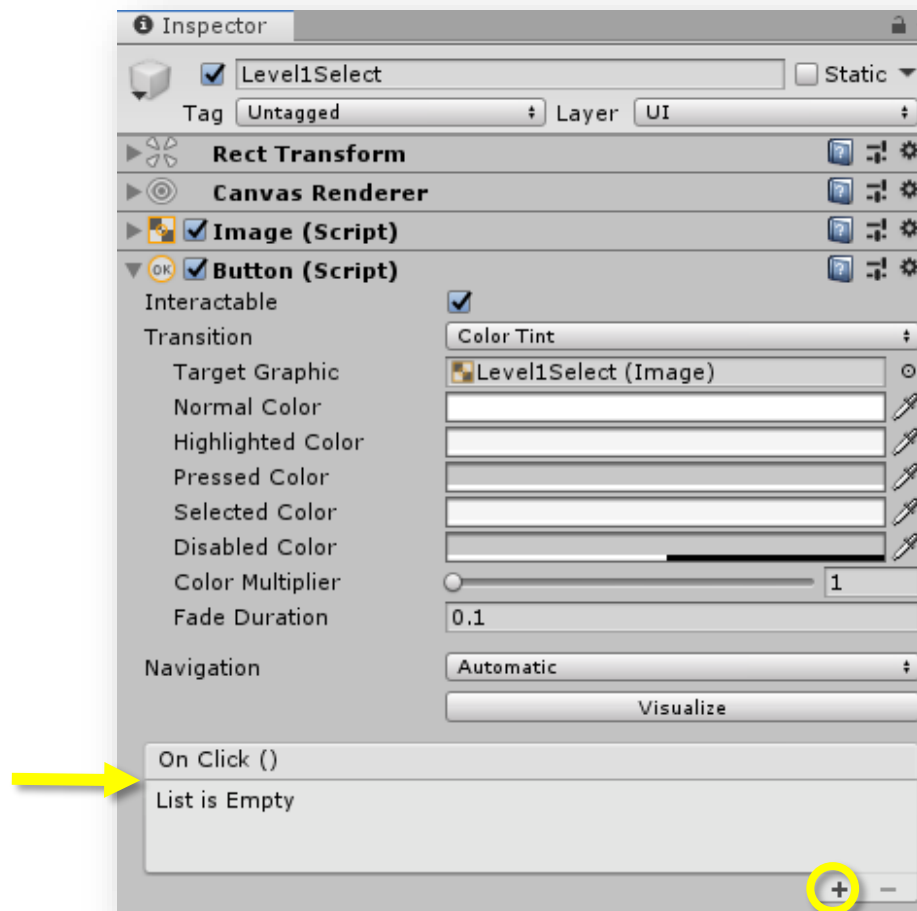 Inspector
Level1Select Static
Tag Untagged Layer UI
Rect Transform
Canvas Renderer
Image (Script)
OK Button (Script)
Interactable
Transition Color Tint
Target Graphic Level1Select (Image)
Normal Color
Highlighted Color
Pressed Color
Selected Color
Disabled Color
Color Multiplier 1
Fade Duration 0.1
Navigation Automatic
Visualize
On Click ()
List is Empty
+ −